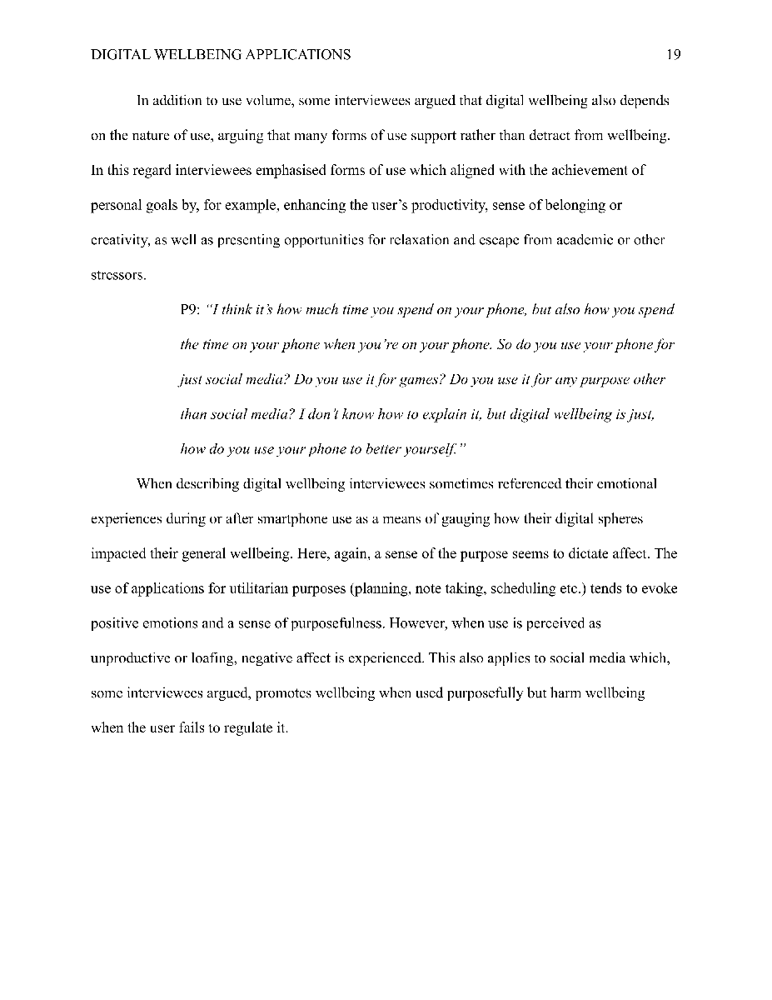 DIGITAL WELLBEING APPLICATIONS 19
In addition to use volume, some interviewees argued that digital wellbeing also depends
on the nature of use, arguing that many forms of use support rather than detract from wellbeing.
In this regard interviewees emphasised forms of use which aligned with the achievement of
personal goals by, for example, enhancing the user’s productivity, sense of belonging or
creativity, as well as presenting opportunities for relaxation and escape from academic or other
stressors.
P9: “I think it’s how much time you spend on your phone, but also how you spend
the time on your phone when you’re on your phone. So do you use your phone for
just social media? Do you use it for games? Do you use it for any purpose other
than social media? I don’t know how to explain it, but digital wellbeing is just,
how do you use your phone to better yourself.”
When describing digital wellbeing interviewees sometimes referenced their emotional
experiences during or after smartphone use as a means of gauging how their digital spheres
impacted their general wellbeing. Here, again, a sense of the purpose seems to dictate affect. The
use of applications for utilitarian purposes (planning, note taking, scheduling etc.) tends to evoke
positive emotions and a sense of purposefulness. However, when use is perceived as
unproductive or loafing, negative affect is experienced. This also applies to social media which,
some interviewees argued, promotes wellbeing when used purposefully but harm wellbeing
when the user fails to regulate it.